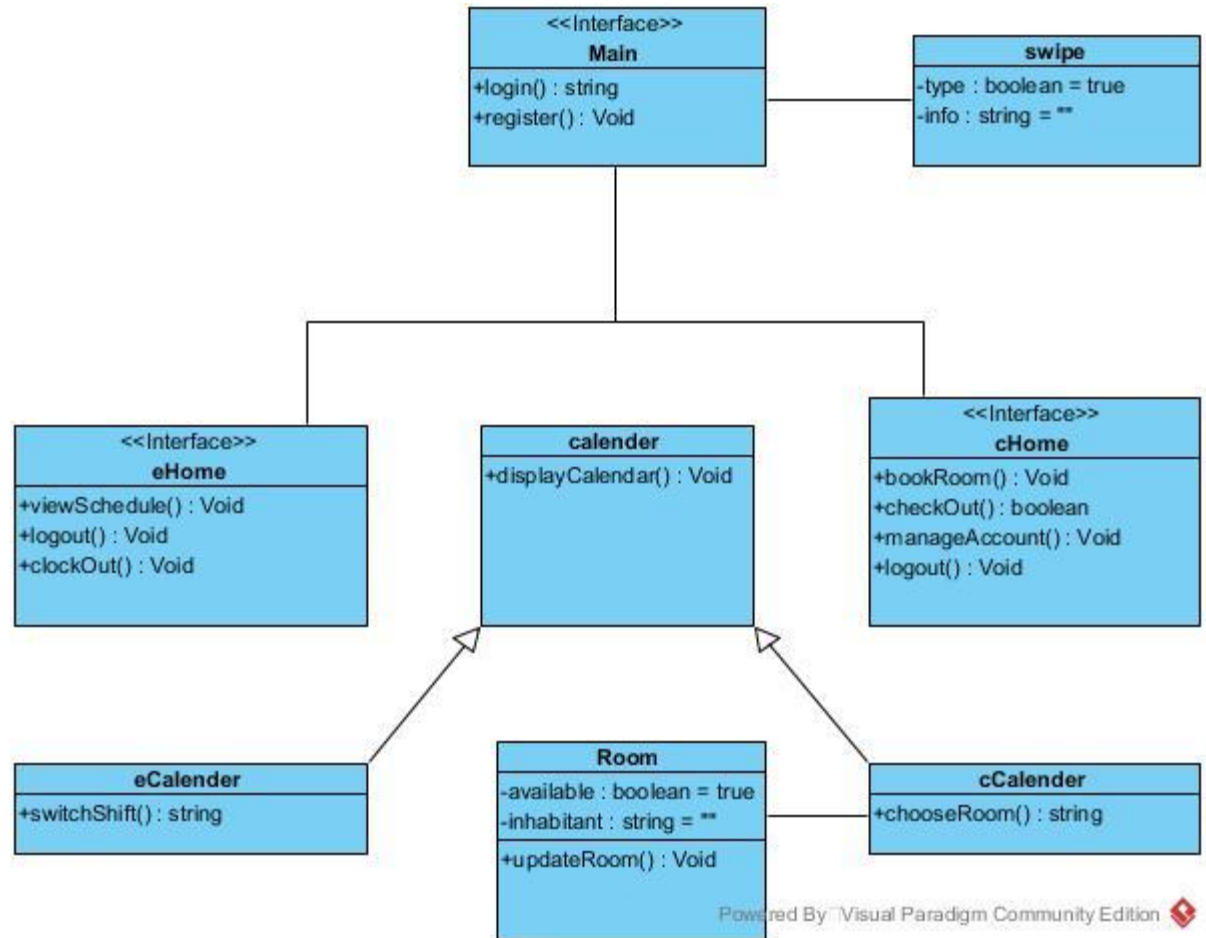 <<Interface>>
Main
+login() : string
+register() : Void
swipe
-type : boolean = true
-info : string = ""
<<Interface>>
eHome
+viewSchedule() : Void
+logout() : Void
+clockOut() : Void
calender
+displayCalendar() : Void
<<Interface>>
cHome
+bookRoom() : Void
+checkOut() : boolean
+manageAccount() : Void
+logout() : Void
eCalender
+switchShift() : string
Room
-available : boolean = true
-inhabitant : string = ""
+updateRoom() : Void
cCalender
+chooseRoom() : string
Powered By Visual Paradigm Community Edition